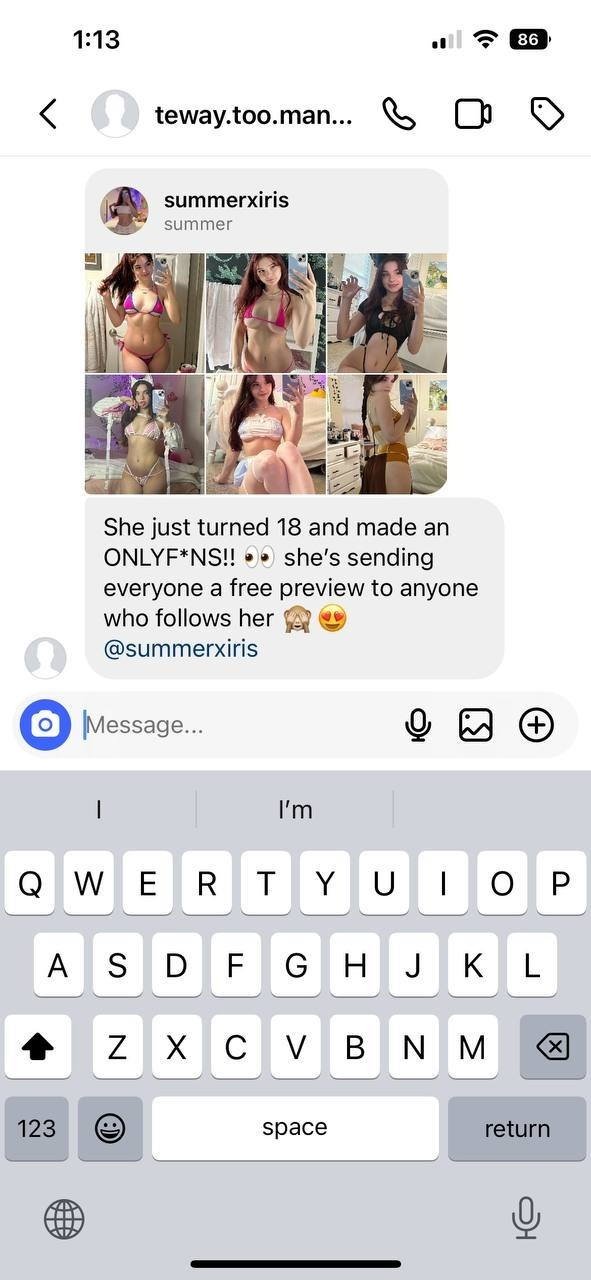 1:13
86
teway.too.man...
summerxiris
summer
She just turned 18 and made an
ONLYF*NS!! 👀 she’s sending
everyone a free preview to anyone
who follows her 🙈😍
@summerxiris
Message...
I
I’m
Q W E R T Y U I O P
A S D F G H J K L
Z X C V B N M
123
space
return